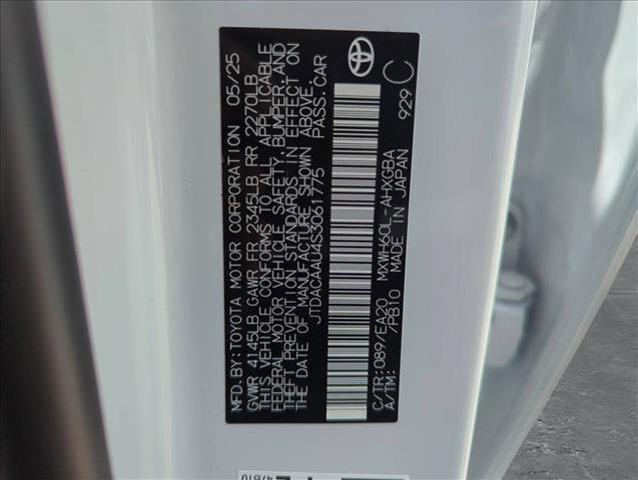 MFD.BY: TOYOTA MOTOR CORPORATION 05/25
GVWR 4145LB GAWR FR 2345LB RR 2270LB
THIS VEHICLE CONFORMS TO ALL APPLICABLE
FEDERAL MOTOR VEHICLE SAFETY, BUMPER, AND
THEFT PREVENTION STANDARDS IN EFFECT ON
THE DATE OF MANUFACTURE SHOWN ABOVE.
JTDACAAU4S3061775 PASS.CAR
C/TR:089/EA20 MXWH60L-AHXGBA
A/TM: /PB10 MADE IN JAPAN
929 C